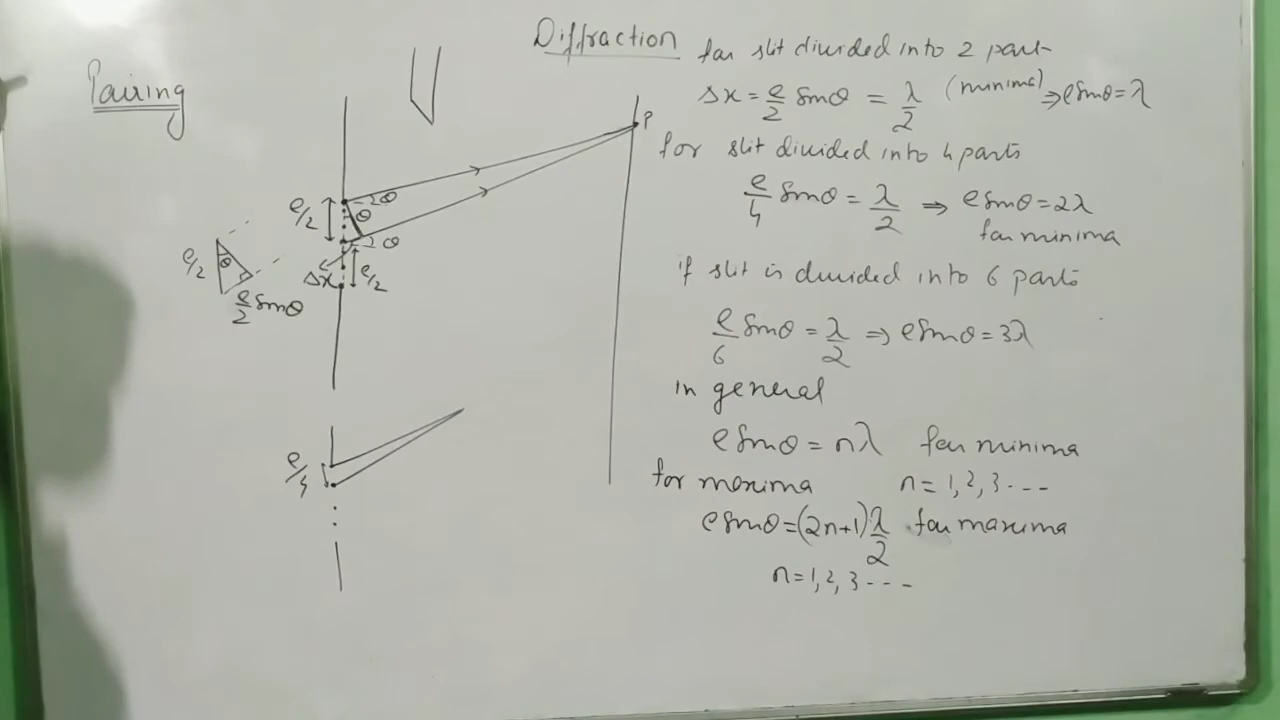 Diffraction
Pairing
for slit divided into 2 part
Δx = e/2 sinθ = λ/2 (minima) ⇒ e sinθ = λ
for slit divided into 4 parts
e/4 sinθ = λ/2 ⇒ e sinθ = 2λ
for minima
if slit is divided into 6 parts
e/6 sinθ = λ/2 ⇒ e sinθ = 3λ
in general
e sinθ = nλ for minima
for maxima n = 1, 2, 3 ---
e sinθ = (2n+1) λ/2 for maxima
n = 1, 2, 3 ---
P
e/2
θ
θ
θ
Δx
e/2
e/2
θ
e/2 sinθ
e/4